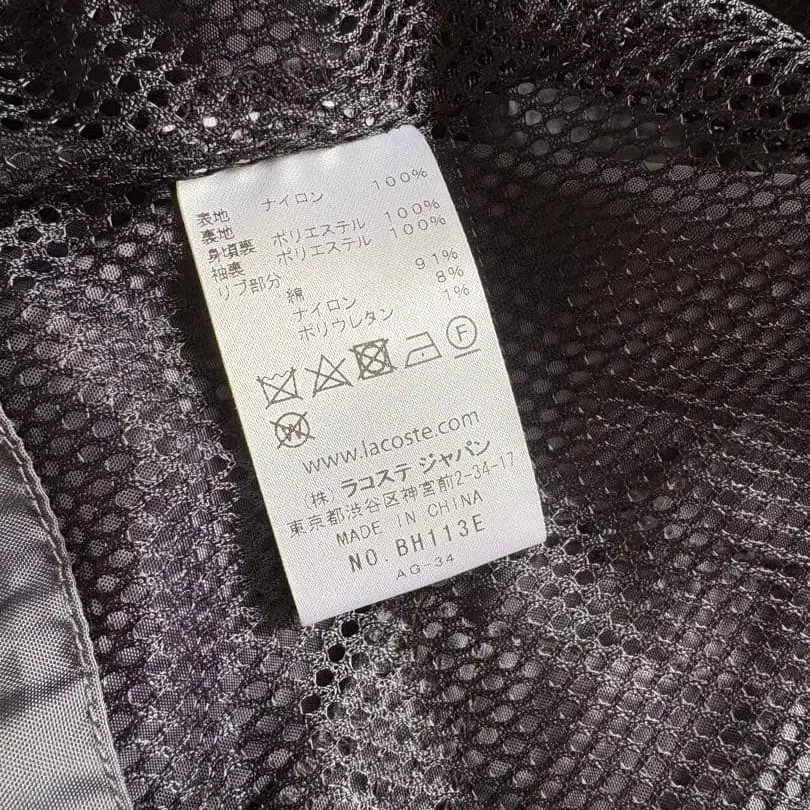 表地 ナイロン 100%
裏地
身頃裏 ポリエステル 100%
袖裏 ポリエステル 100%
リブ部分
綿 91%
ナイロン 8%
ポリウレタン 1%
F
W
www.lacoste.com
(株) ラコステ ジャパン
東京都渋谷区神宮前2-34-17
MADE IN CHINA
NO. BH113E
AG-34